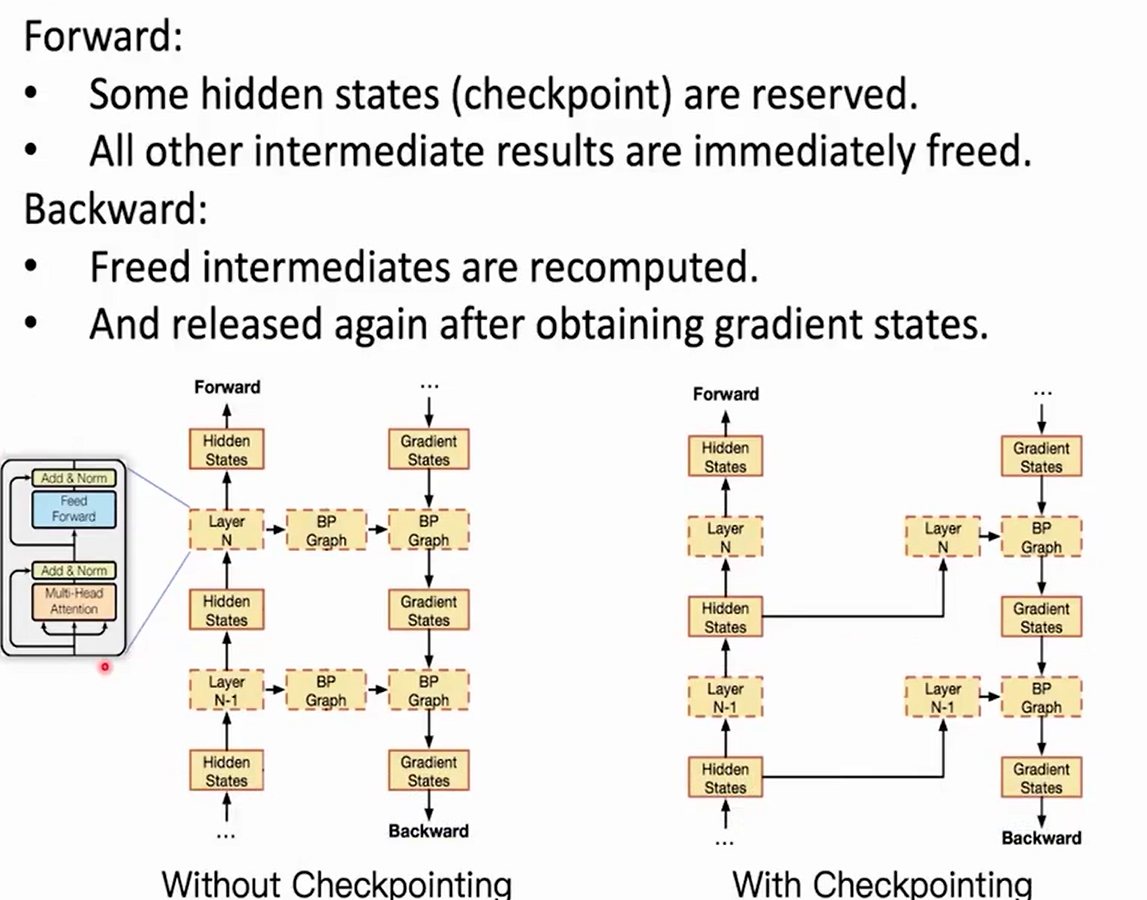 Forward:
• Some hidden states (checkpoint) are reserved.
• All other intermediate results are immediately freed.
Backward:
• Freed intermediates are recomputed.
• And released again after obtaining gradient states.
Add & Norm
Feed
Forward
Add & Norm
Multi-Head
Attention
Forward
...
Hidden
States
Gradient
States
Layer
N
BP
Graph
BP
Graph
Hidden
States
Gradient
States
Layer
N-1
BP
Graph
BP
Graph
Hidden
States
Gradient
States
...
Backward
Without Checkpointing
Forward
...
Hidden
States
Gradient
States
Layer
N
Layer
N
BP
Graph
Hidden
States
Gradient
States
Layer
N-1
Layer
N-1
BP
Graph
Hidden
States
Gradient
States
...
Backward
With Checkpointing